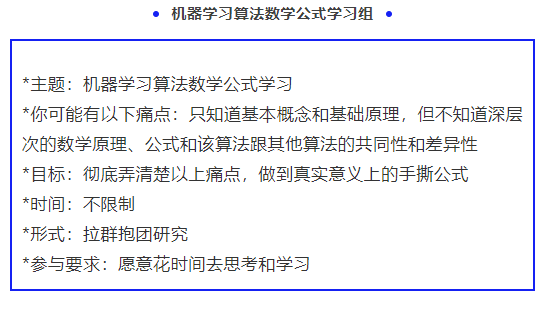 机器学习算法数学公式学习组
*主题：机器学习算法数学公式学习
*你可能有以下痛点：只知道基本概念和基础原理，但不知道深层
次的数学原理、公式和该算法跟其他算法的共同性和差异性
*目标：彻底弄清楚以上痛点，做到真实意义上的手撕公式
*时间：不限制
*形式：拉群抱团研究
*参与要求：愿意花时间去思考和学习